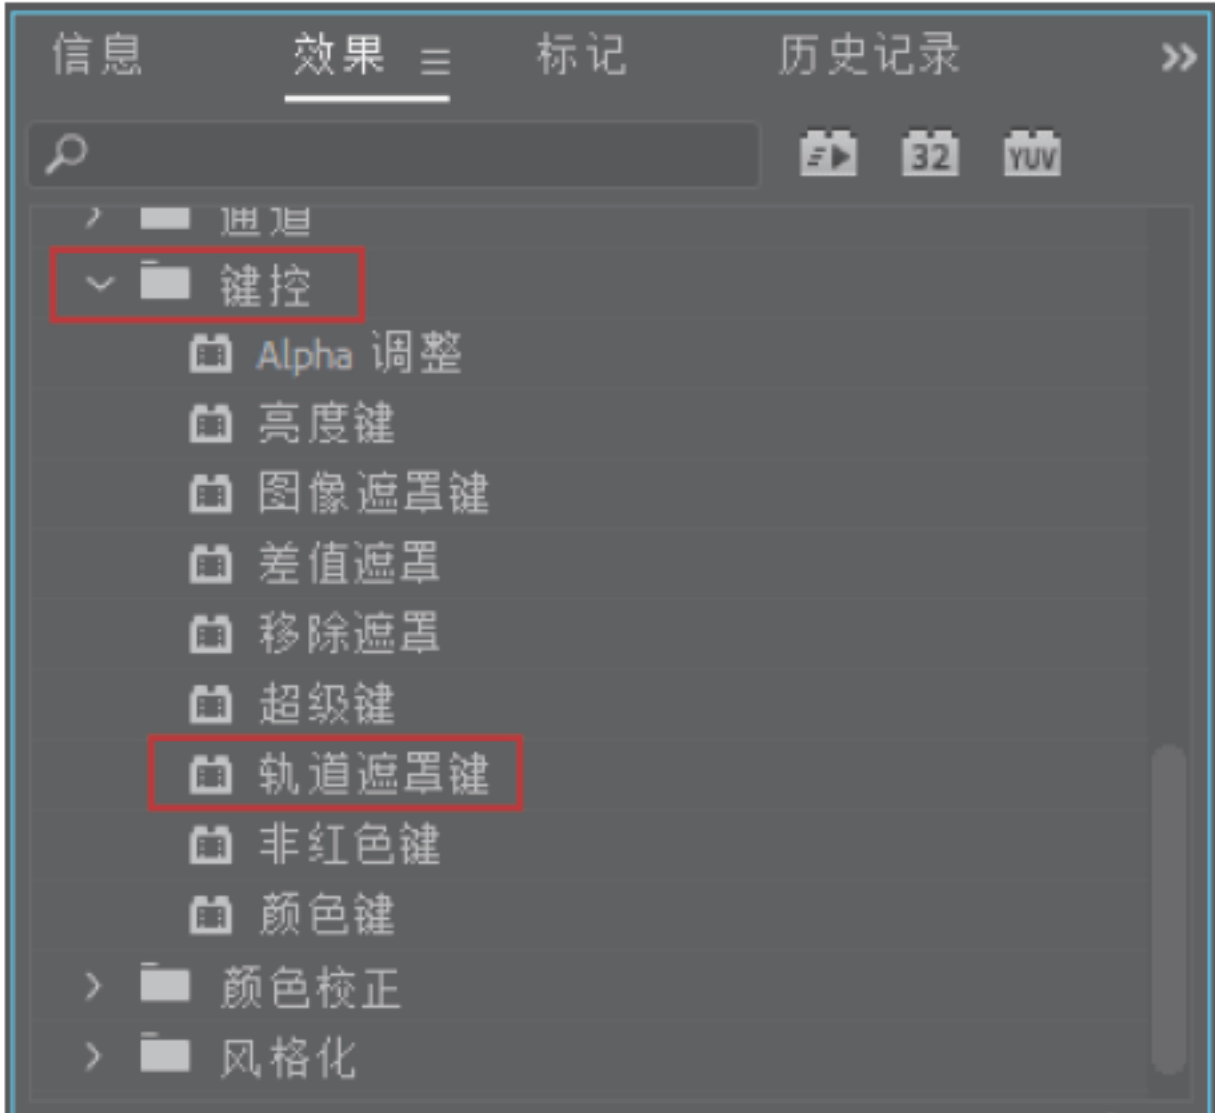 信息 效果 标记 历史记录
32 YUV
通道
键控
Alpha 调整
亮度键
图像遮罩键
差值遮罩
移除遮罩
超级键
轨道遮罩键
非红色键
颜色键
颜色校正
风格化